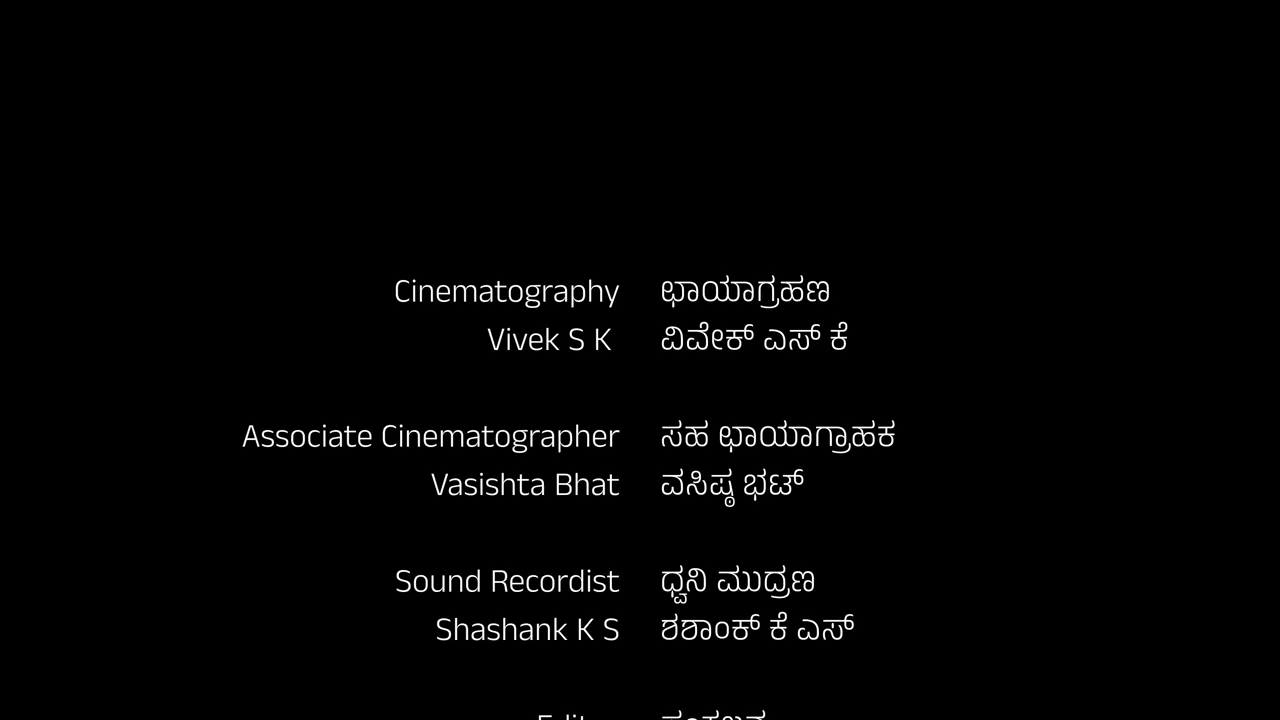 Cinematography ಛಾಯಾಗ್ರಹಣ
Vivek S K ವಿವೇಕ್ ಎಸ್ ಕೆ
Associate Cinematographer ಸಹ ಛಾಯಾಗ್ರಾಹಕ
Vasishta Bhat ವಸಿಷ್ಠ ಭಟ್
Sound Recordist ಧ್ವನಿ ಮುದ್ರಣ
Shashank K S ಶಶಾಂಕ್ ಕೆ ಎಸ್